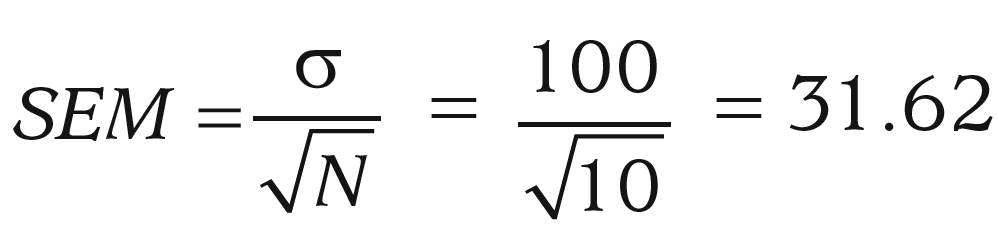 SEM = σ/√N = 100/√10 = 31.62